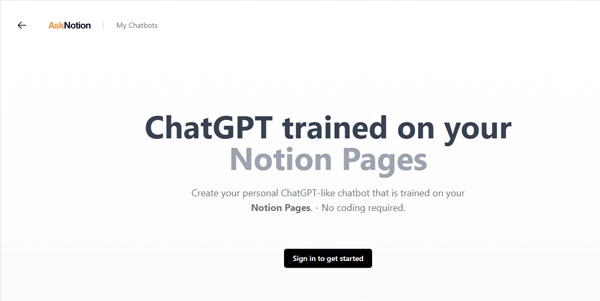 AskNotion | My Chatbots
ChatGPT trained on your
Notion Pages
Create your personal ChatGPT-like chatbot that is trained on your
Notion Pages. - No coding required.
Sign in to get started